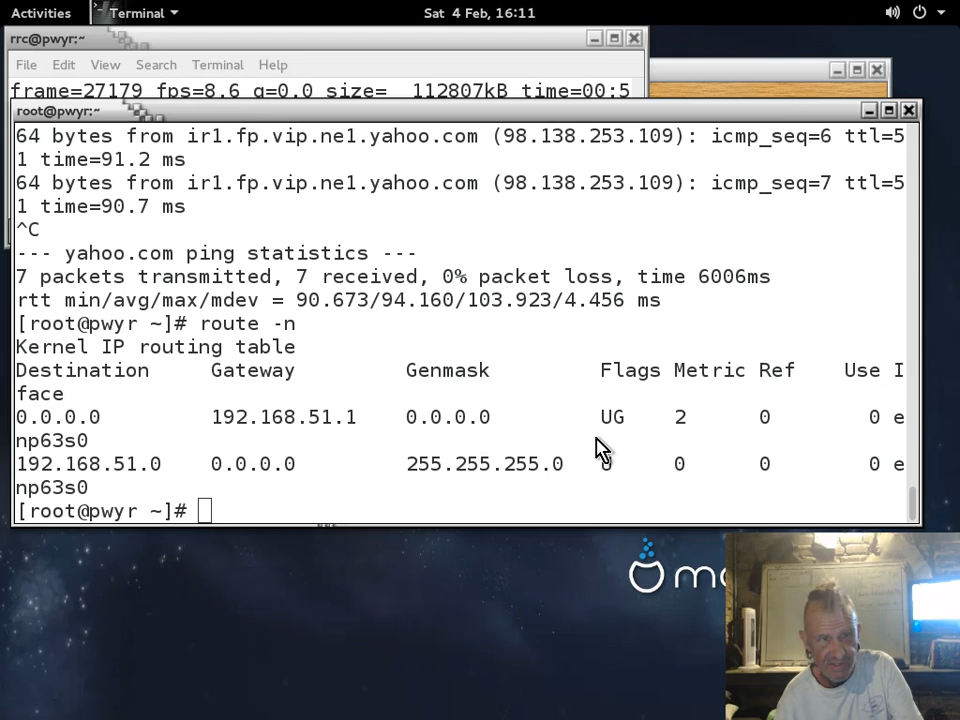 Activities
Terminal
Sat 4 Feb, 16:11
rrc@pwyr:~
File Edit View Search Terminal Help
frame=27179 fps=8.6 q=0.0 size= 112807kB time=00:5
root@pwyr:~
64 bytes from ir1.fp.vip.ne1.yahoo.com (98.138.253.109): icmp_seq=6 ttl=5
1 time=91.2 ms
64 bytes from ir1.fp.vip.ne1.yahoo.com (98.138.253.109): icmp_seq=7 ttl=5
1 time=90.7 ms
^C
--- yahoo.com ping statistics ---
7 packets transmitted, 7 received, 0% packet loss, time 6006ms
rtt min/avg/max/mdev = 90.673/94.160/103.923/4.456 ms
[root@pwyr ~]# route -n
Kernel IP routing table
Destination Gateway Genmask Flags Metric Ref Use I
face
0.0.0.0 192.168.51.1 0.0.0.0 UG 2 0 0 e
np63s0
192.168.51.0 0.0.0.0 255.255.255.0 U 0 0 0 e
np63s0
[root@pwyr ~]#